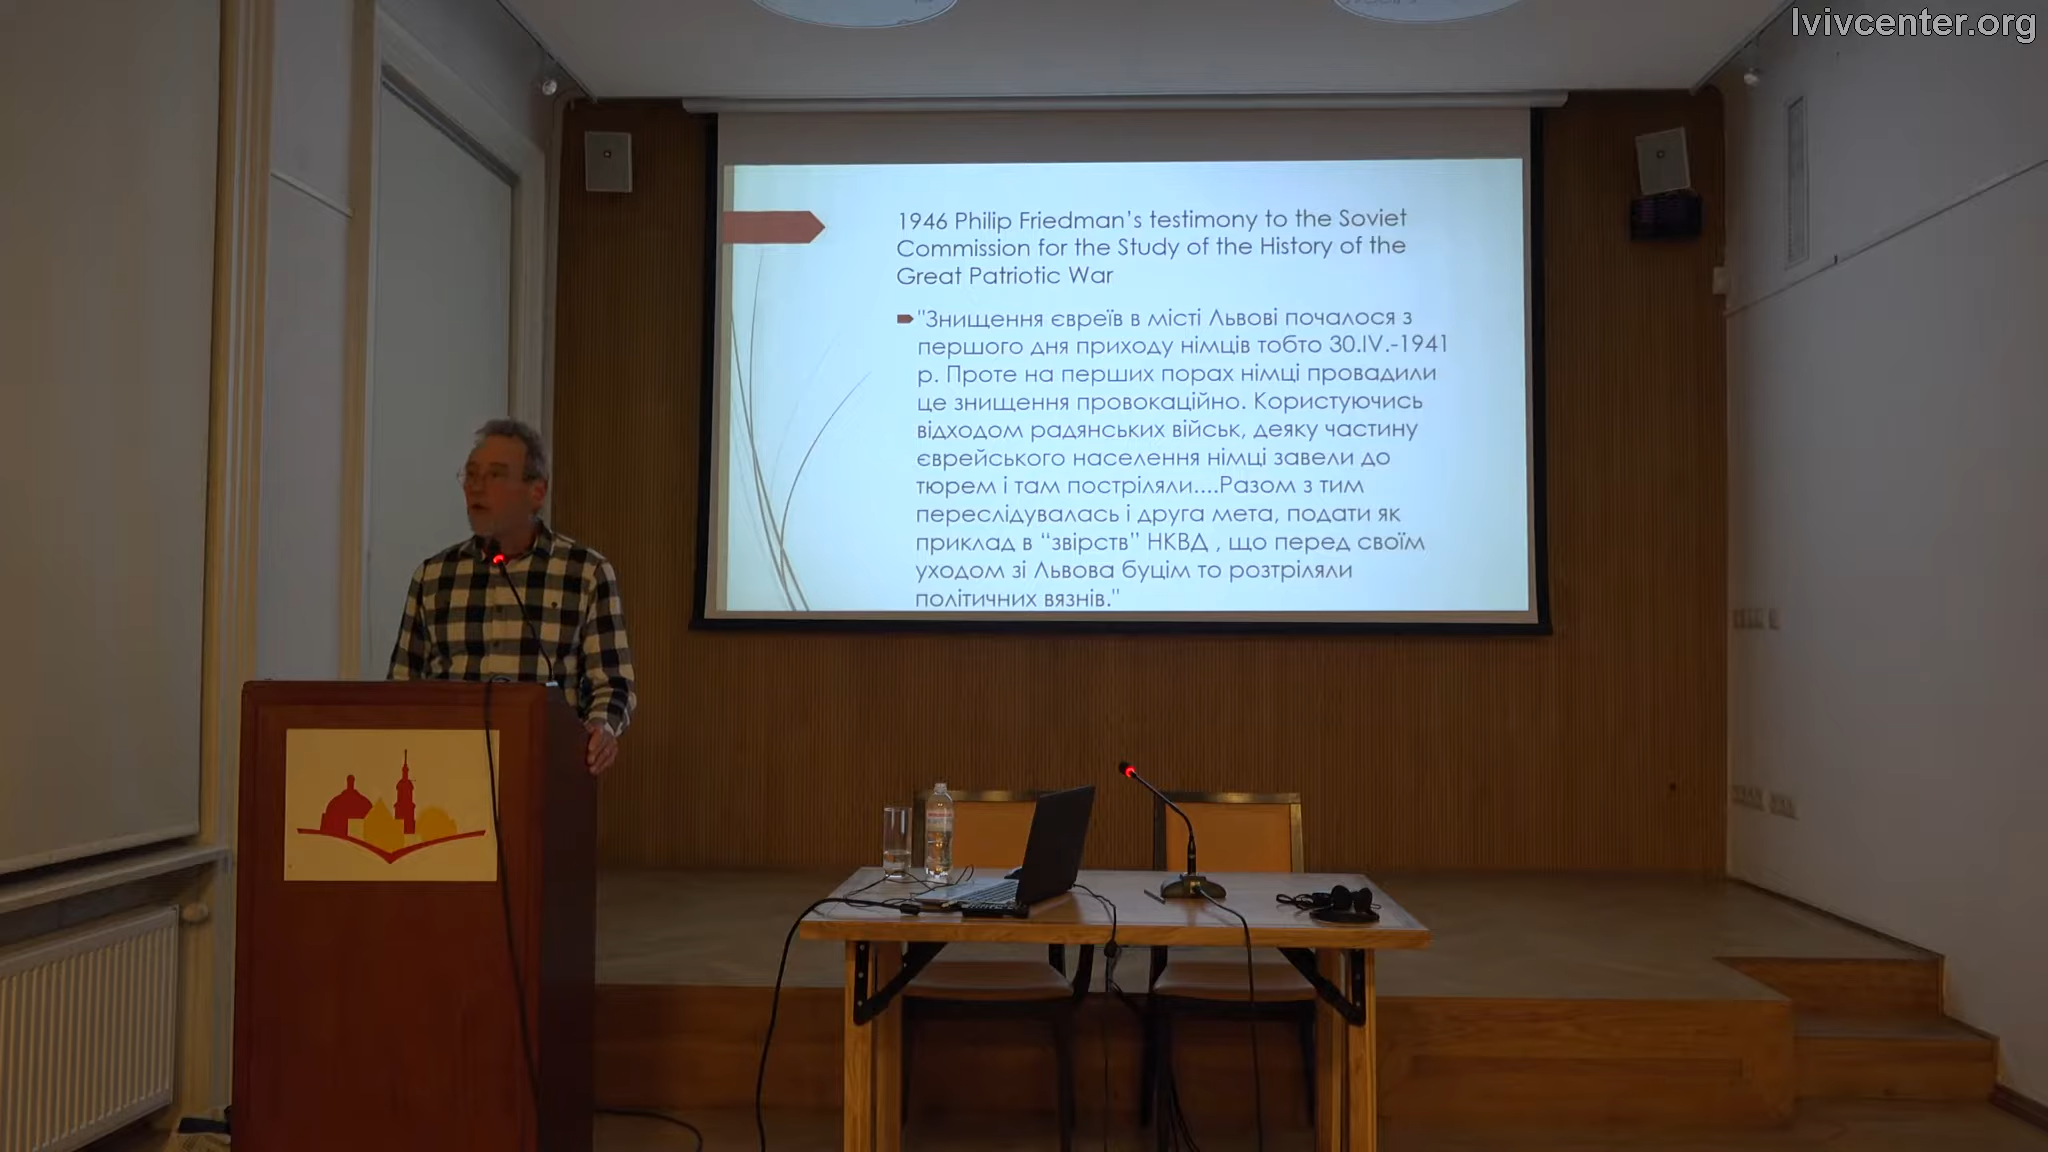 lvivcenter.org
1946 Philip Friedman's testimony to the Soviet
Commission for the Study of the History of the
Great Patriotic War
"Знищення євреїв в місті Львові почалося з
першого дня приходу німців тобто 30.IV.-1941
р. Проте на перших порах німці провадили
це знищення провокаційно. Користуючись
відходом радянських військ, деяку частину
єврейського населення німці завели до
тюрем і там постріляли....Разом з тим
переслідувалась і друга мета, подати як
приклад в “звірств” НКВД , що перед своїм
уходом зі Львова буцім то розтріляли
політичних вязнів."